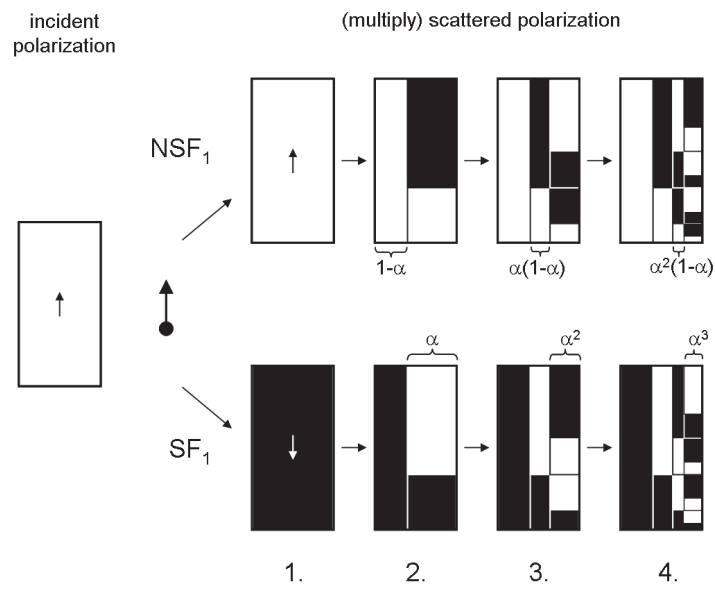 incident
polarization
(multiply) scattered polarization
NSF₁
1-α
α(1-α)
α²(1-α)
α
α²
α³
SF₁
1.
2.
3.
4.